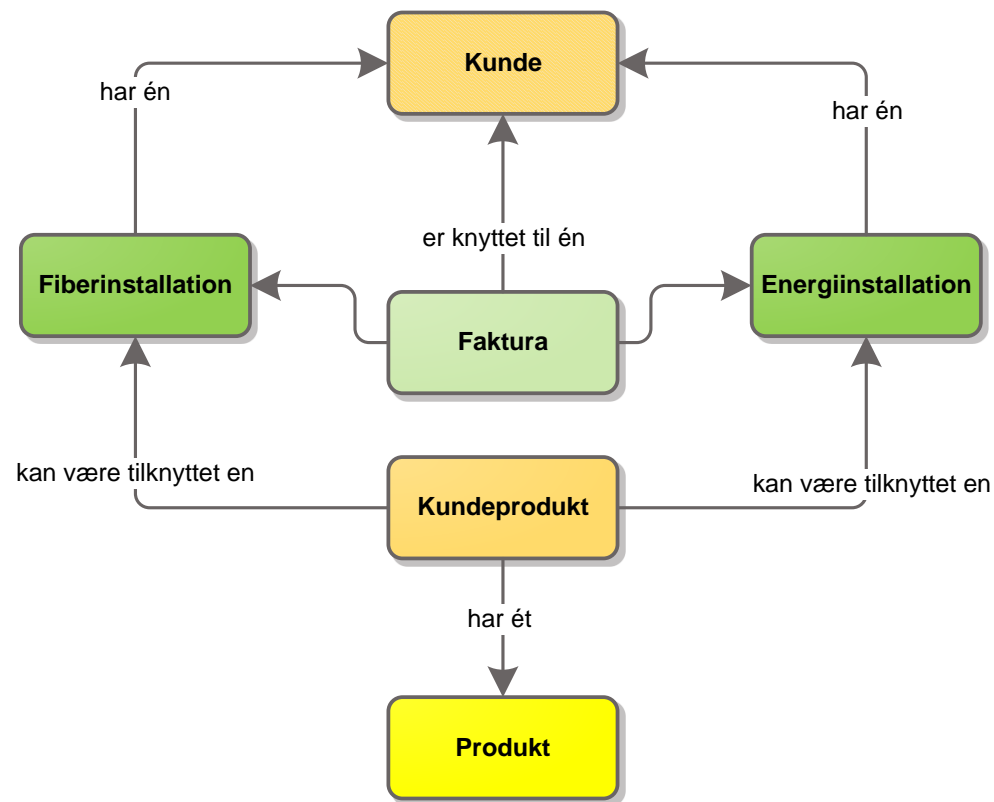 Kunde
har én
har én
er knyttet til én
Fiberinstallation
Energiinstallation
Faktura
kan være tilknyttet en
kan være tilknyttet en
Kundeprodukt
har ét
Produkt